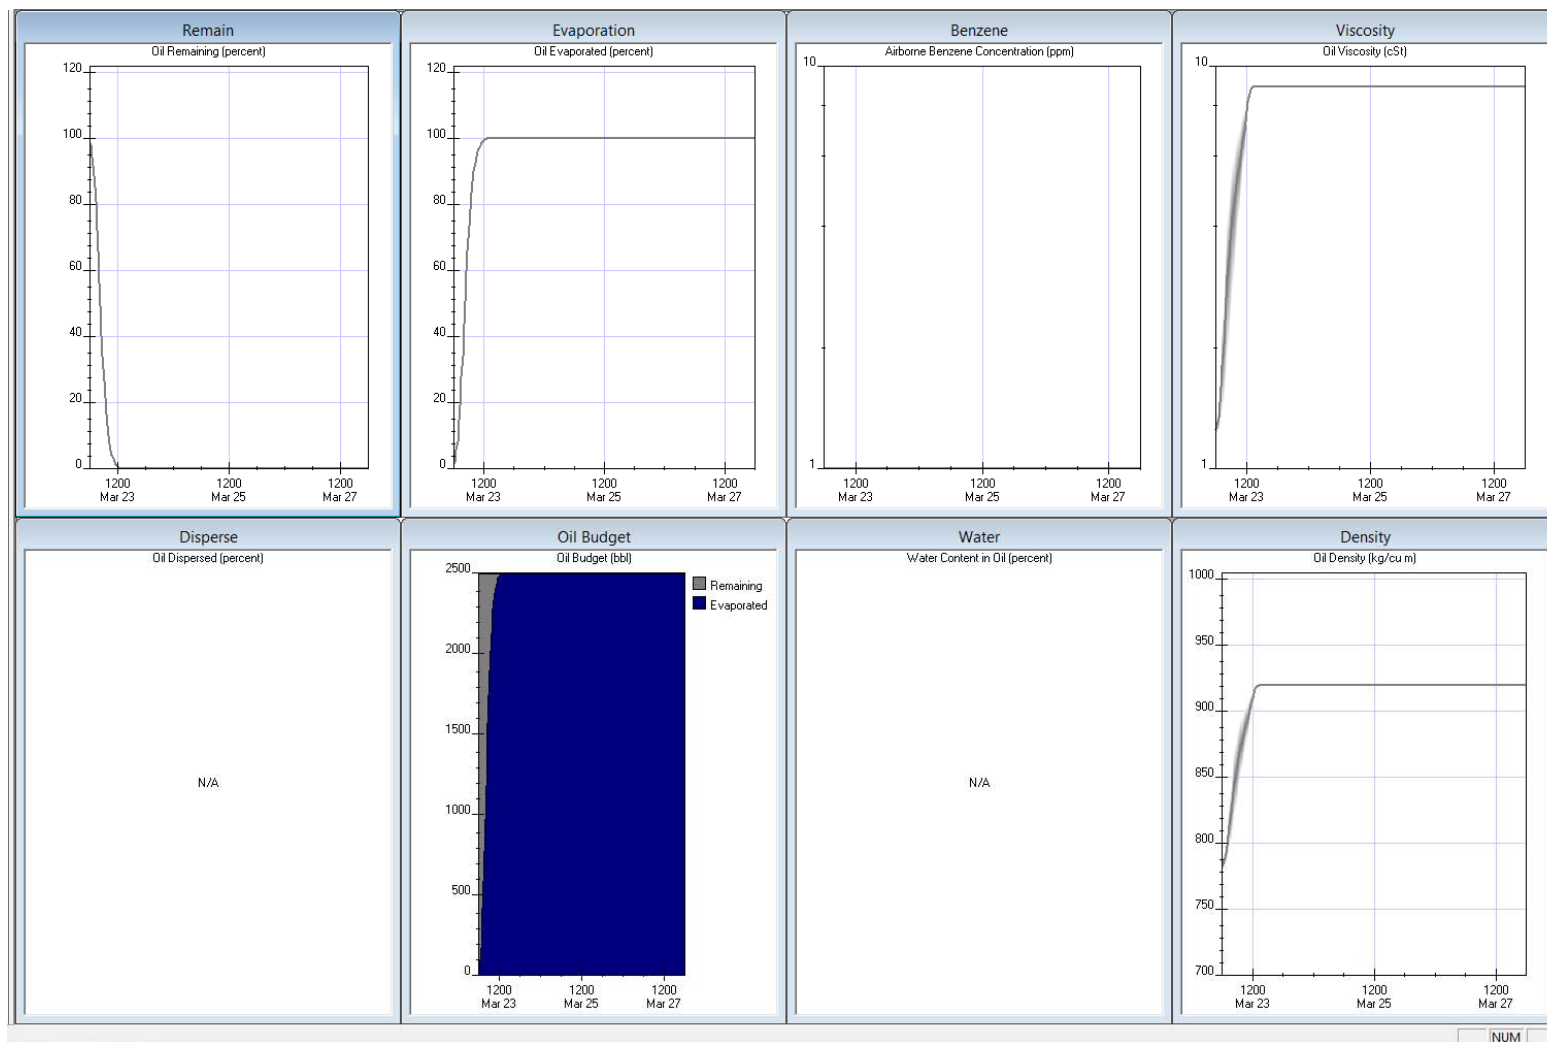 Remain
Oil Remaining (percent)
120
100
80
60
40
20
0
1200 1200 1200
Mar 23 Mar 25 Mar 27
Evaporation
Oil Evaporated (percent)
120
100
80
60
40
20
0
1200 1200 1200
Mar 23 Mar 25 Mar 27
Benzene
Airborne Benzene Concentration (ppm)
10
1
1200 1200 1200
Mar 23 Mar 25 Mar 27
Viscosity
Oil Viscosity (cSt)
10
1
1200 1200 1200
Mar 23 Mar 25 Mar 27
Disperse
Oil Dispersed (percent)
N/A
Oil Budget
Oil Budget (bbl)
2500
2000
1500
1000
500
0
1200 1200 1200
Mar 23 Mar 25 Mar 27
Remaining
Evaporated
Water
Water Content in Oil (percent)
N/A
Density
Oil Density (kg/cu m)
1000
950
900
850
800
750
700
1200 1200 1200
Mar 23 Mar 25 Mar 27
NUM